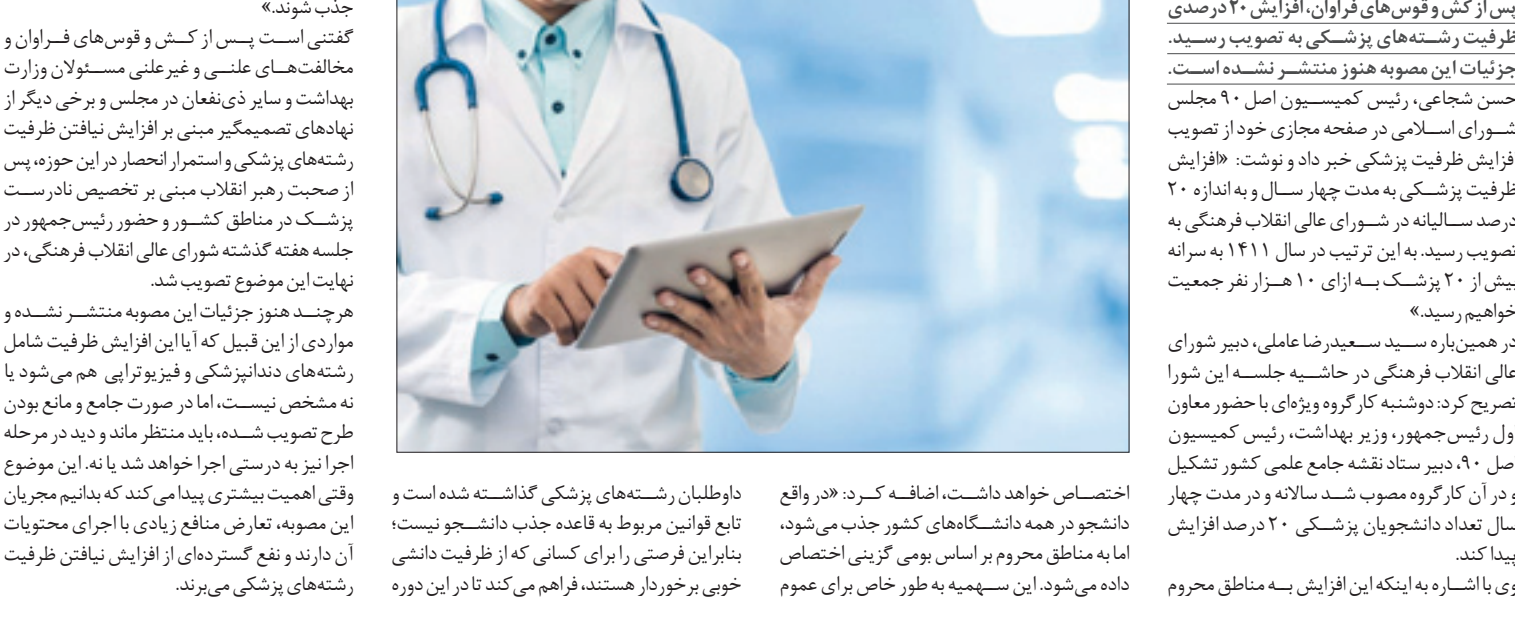 پس از کش و قوس‌های فراوان، افزایش ۲۰ درصدی
ظرفیت رشته‌های پزشکی به تصویب رسید.
جزئیات این مصوبه هنوز منتشر نشده است.
حسن شجاعی، رئیس کمیسیون اصل ۹۰ مجلس
شورای اسلامی در صفحه مجازی خود از تصویب
افزایش ظرفیت پزشکی خبر داد و نوشت: «افزایش
ظرفیت پزشکی به مدت چهار سال و به اندازه ۲۰
درصد سالیانه در شورای عالی انقلاب فرهنگی به
تصویب رسید. به این ترتیب در سال ۱۴۱۱ به سرانه
بیش از ۲۰ پزشک به ازای ۱۰ هزار نفر جمعیت
خواهیم رسید.»
در همین‌باره سید سعیدرضا عاملی، دبیر شورای
عالی انقلاب فرهنگی در حاشیه جلسه این شورا
تصریح کرد: دوشنبه کارگروه ویژه‌ای با حضور معاون
اول رئیس‌جمهور، وزیر بهداشت، رئیس کمیسیون
اصل ۹۰، دبیر ستاد نقشه جامع علمی کشور تشکیل
و در آن کارگروه مصوب شد سالانه و در مدت چهار
سال تعداد دانشجویان پزشکی ۲۰ درصد افزایش
پیدا کند.
وی با اشاره به اینکه این افزایش به مناطق محروم
اختصاص خواهد داشت، اضافه کرد: «در واقع
دانشجو در همه دانشگاه‌های کشور جذب می‌شود،
اما به مناطق محروم بر اساس بومی گزینی اختصاص
داده می‌شود. این سهمیه به طور خاص برای عموم
داوطلبان رشته‌های پزشکی گذاشته شده است و
تابع قوانین مربوط به قاعده جذب دانشجو نیست؛
بنابراین فرصتی را برای کسانی که از ظرفیت دانشی
خوبی برخوردار هستند، فراهم می‌کند تا در این دوره
جذب شوند.»
گفتنی است پس از کش و قوس‌های فراوان و
مخالفت‌های علنی و غیرعلنی مسئولان وزارت
بهداشت و سایر ذی‌نفعان در مجلس و برخی دیگر از
نهادهای تصمیمگیر مبنی بر افزایش نیافتن ظرفیت
رشته‌های پزشکی و استمرار انحصار در این حوزه، پس
از صحبت رهبر انقلاب مبنی بر تخصیص نادرست
پزشک در مناطق کشور و حضور رئیس‌جمهور در
جلسه هفته گذشته شورای عالی انقلاب فرهنگی، در
نهایت این موضوع تصویب شد.
هرچند هنوز جزئیات این مصوبه منتشر نشده و
مواردی از این قبیل که آیا این افزایش ظرفیت شامل
رشته‌های دندانپزشکی و فیزیوتراپی هم می‌شود یا
نه مشخص نیست، اما در صورت جامع و مانع بودن
طرح تصویب شده، باید منتظر ماند و دید در مرحله
اجرا نیز به درستی اجرا خواهد شد یا نه. این موضوع
وقتی اهمیت بیشتری پیدا می‌کند که بدانیم مجریان
این مصوبه، تعارض منافع زیادی با اجرای محتویات
آن دارند و نفع گسترده‌ای از افزایش نیافتن ظرفیت
رشته‌های پزشکی می‌برند.